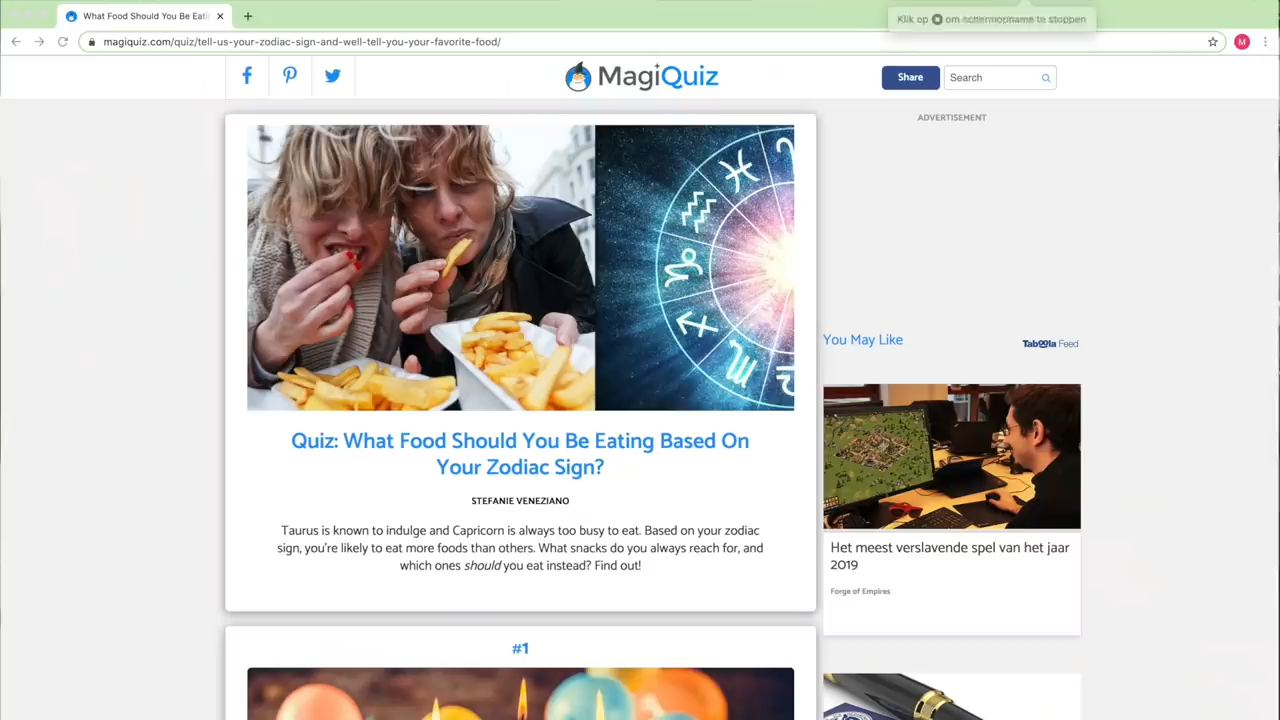 What Food Should You Be Eati
Klik op om schermopname te stoppen
magiquiz.com/quiz/tell-us-your-zodiac-sign-and-well-tell-you-your-favorite-food/
M
MagiQuiz
Share
Search
ADVERTISEMENT
Quiz: What Food Should You Be Eating Based On
Your Zodiac Sign?
STEFANIE VENEZIANO
Taurus is known to indulge and Capricorn is always too busy to eat. Based on your zodiac
sign, you're likely to eat more foods than others. What snacks do you always reach for, and
which ones should you eat instead? Find out!
#1
You May Like
Taboola Feed
Het meest verslavende spel van het jaar
2019
Forge of Empires